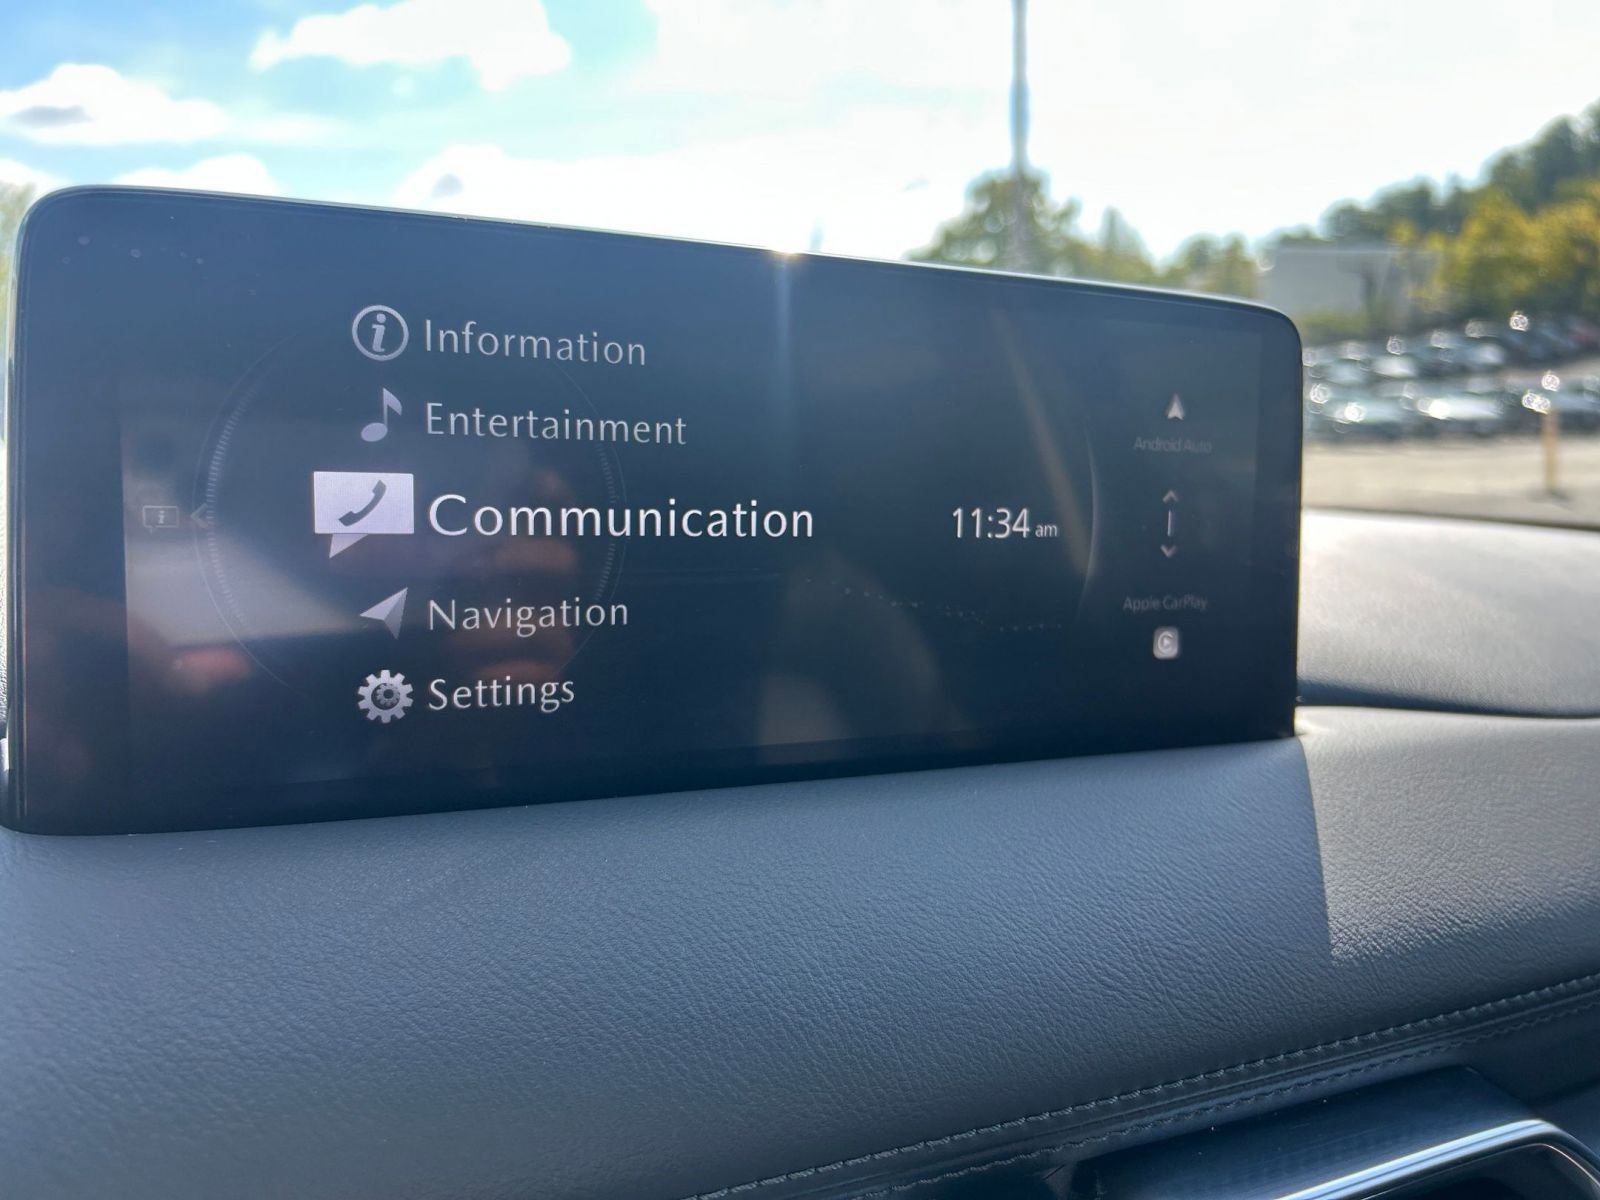 Information
Entertainment
Communication
11:34 am
Navigation
Settings
Android Auto
Apple CarPlay